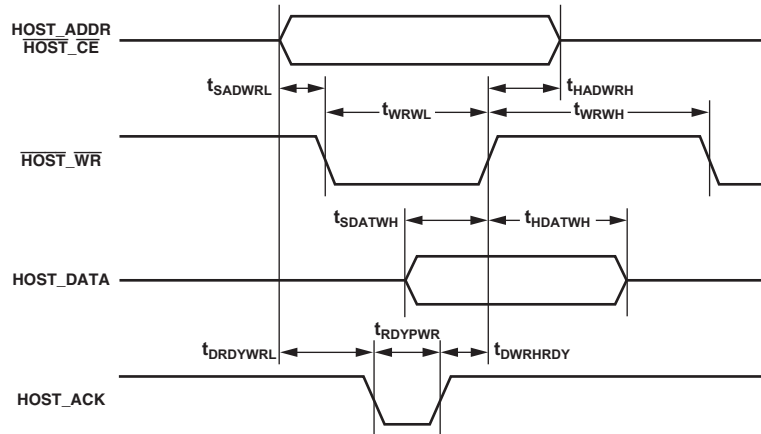 HOST_ADDR
HOST_CE
tSADWRL
tHADWRH
tWRWL
tWRWH
HOST_WR
tSDATWH
tHDATWH
HOST_DATA
tRDYPWR
tDRDYWRL
tDWRHRDY
HOST_ACK